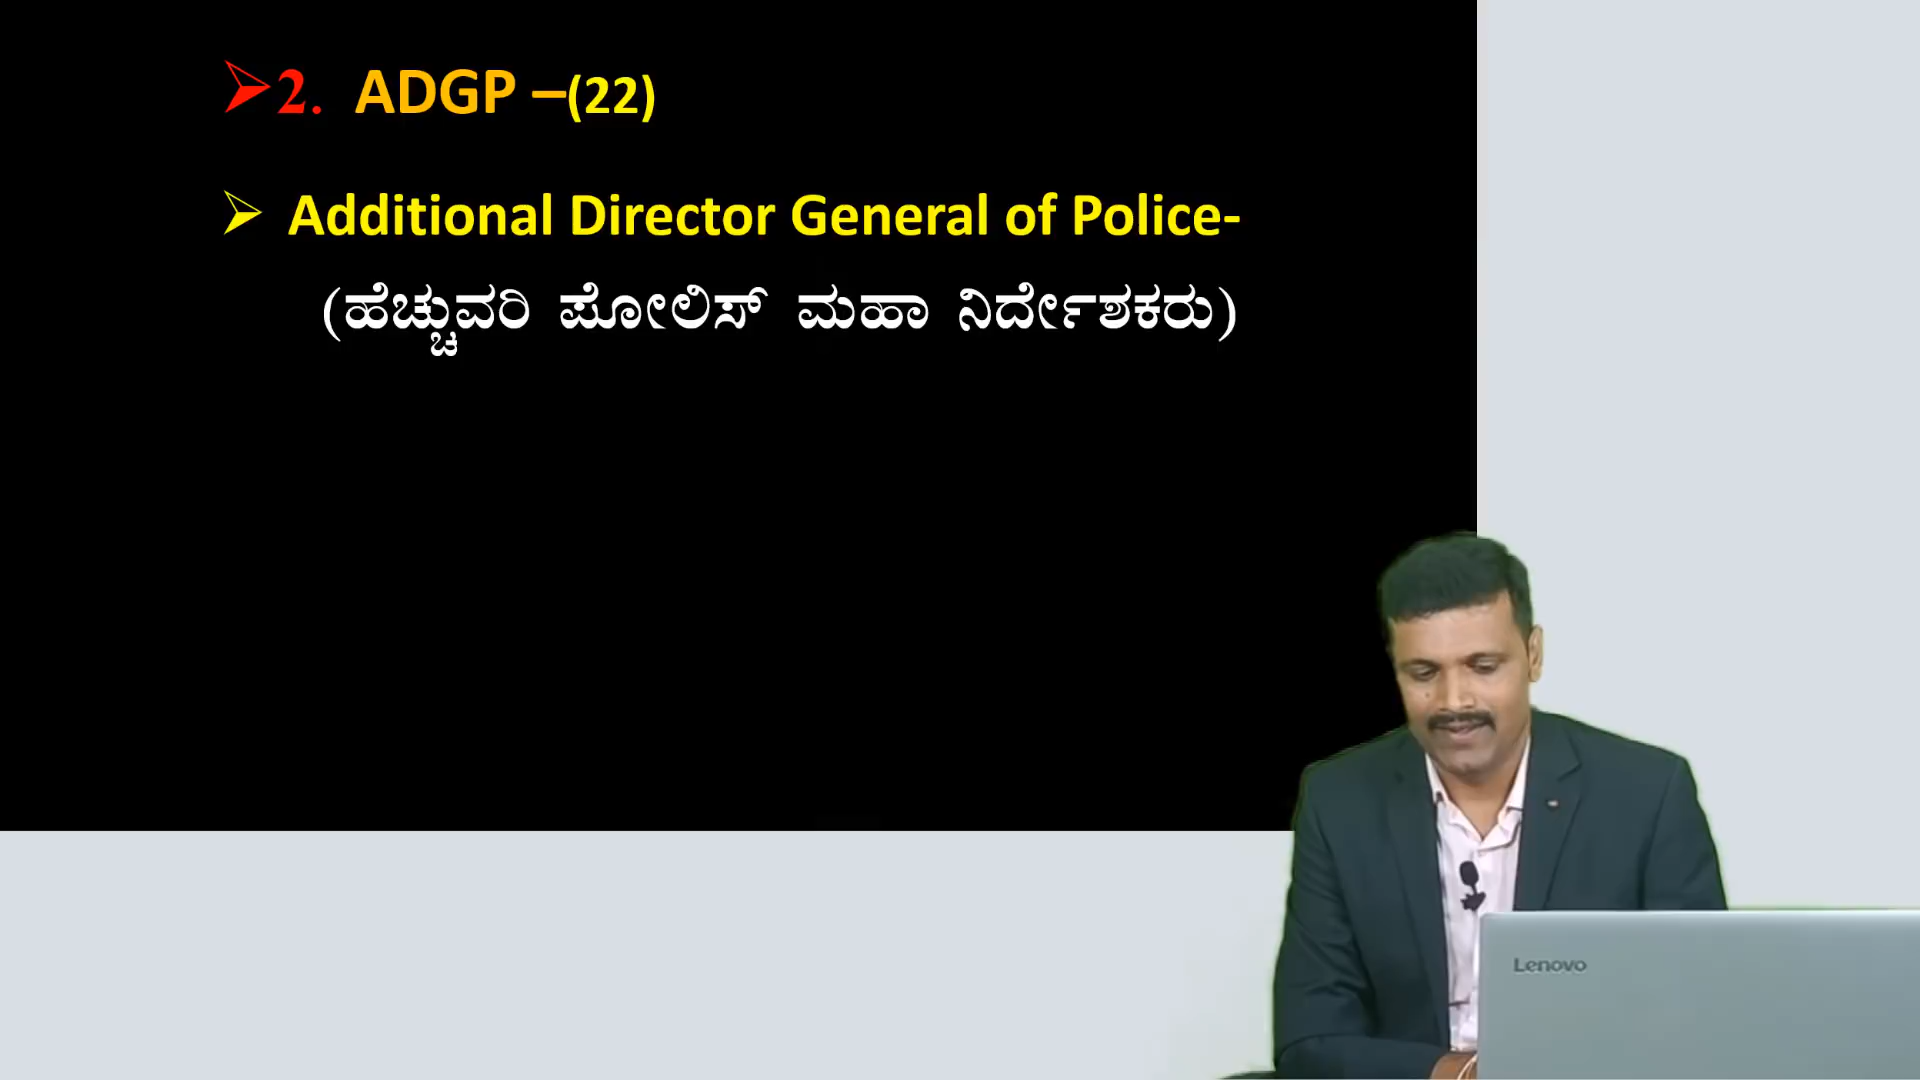 ➢2. ADGP –(22)
➢ Additional Director General of Police-
(ಹೆಚ್ಚುವರಿ ಪೋಲಿಸ್ ಮಹಾ ನಿರ್ದೇಶಕರು)
Lenovo